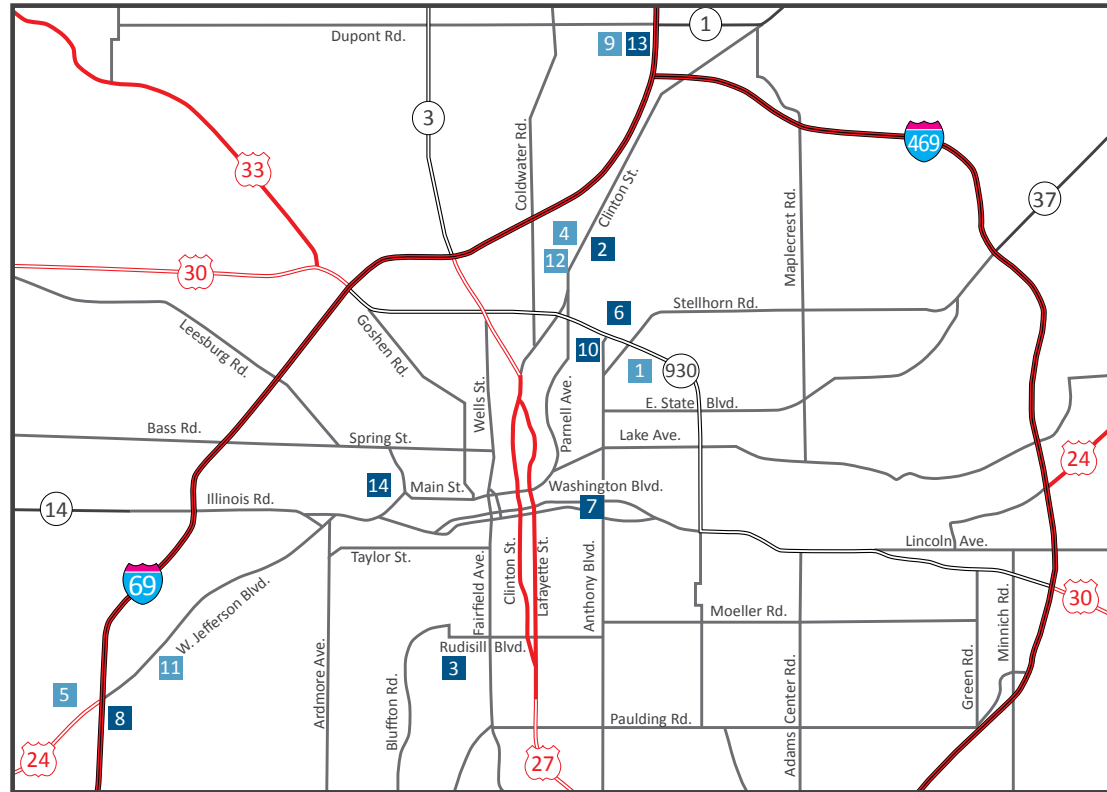 1
Dupont Rd.
9
13
3
Coldwater Rd.
469
33
Clinton St.
Maplecrest Rd.
37
4
2
12
30
Stellhorn Rd.
6
Leesburg Rd.
Goshen Rd.
10
1
930
Wells St.
Parnell Ave.
E. State Blvd.
Bass Rd.
Spring St.
Lake Ave.
24
14
Main St.
Washington Blvd.
14
Illinois Rd.
7
Lincoln Ave.
Taylor St.
Fairfield Ave.
Clinton St.
Lafayette St.
Anthony Blvd.
69
30
Moeller Rd.
Minnich Rd.
W. Jefferson Blvd.
Rudisill Blvd.
11
3
Ardmore Ave.
Bluffton Rd.
Adams Center Rd.
Green Rd.
5
8
Paulding Rd.
24
27